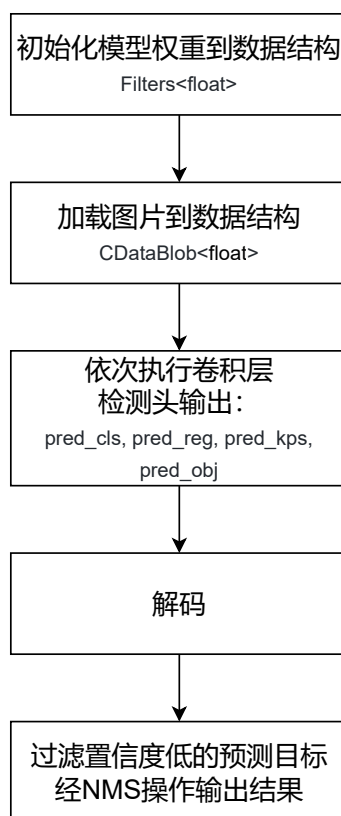 初始化模型权重到数据结构
Filters<float>
加载图片到数据结构
CDataBlob<float>
依次执行卷积层
检测头输出：
pred_cls, pred_reg, pred_kps,
pred_obj
解码
过滤置信度低的预测目标
经NMS操作输出结果